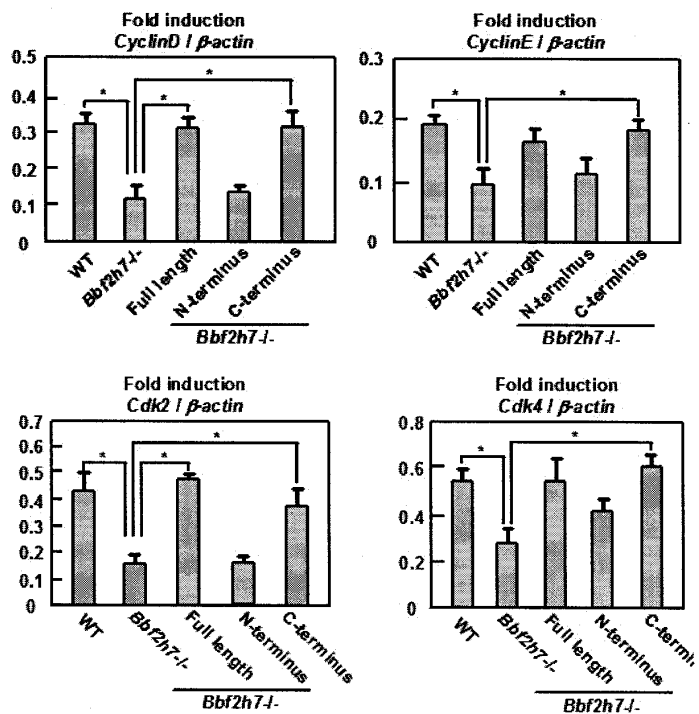 Fold induction
CyclinD / β-actin
0.5
0.4
0.3
0.2
0.1
0
*
*
*
WT
Bbf2h7-/-
Full length
N-terminus
C-terminus
Bbf2h7-/-
Fold induction
CyclinE / β-actin
0.3
0.2
0.1
0
*
*
WT
Bbf2h7-/-
Full length
N-terminus
C-terminus
Bbf2h7-/-
Fold induction
Cdk2 / β-actin
0.7
0.6
0.5
0.4
0.3
0.2
0.1
0
*
*
*
WT
Bbf2h7-/-
Full length
N-terminus
C-terminus
Bbf2h7-/-
Fold induction
Cdk4 / β-actin
0.8
0.6
0.4
0.2
0
*
*
WT
Bbf2h7-/-
Full length
N-terminus
C-termi
Bbf2h7-/-